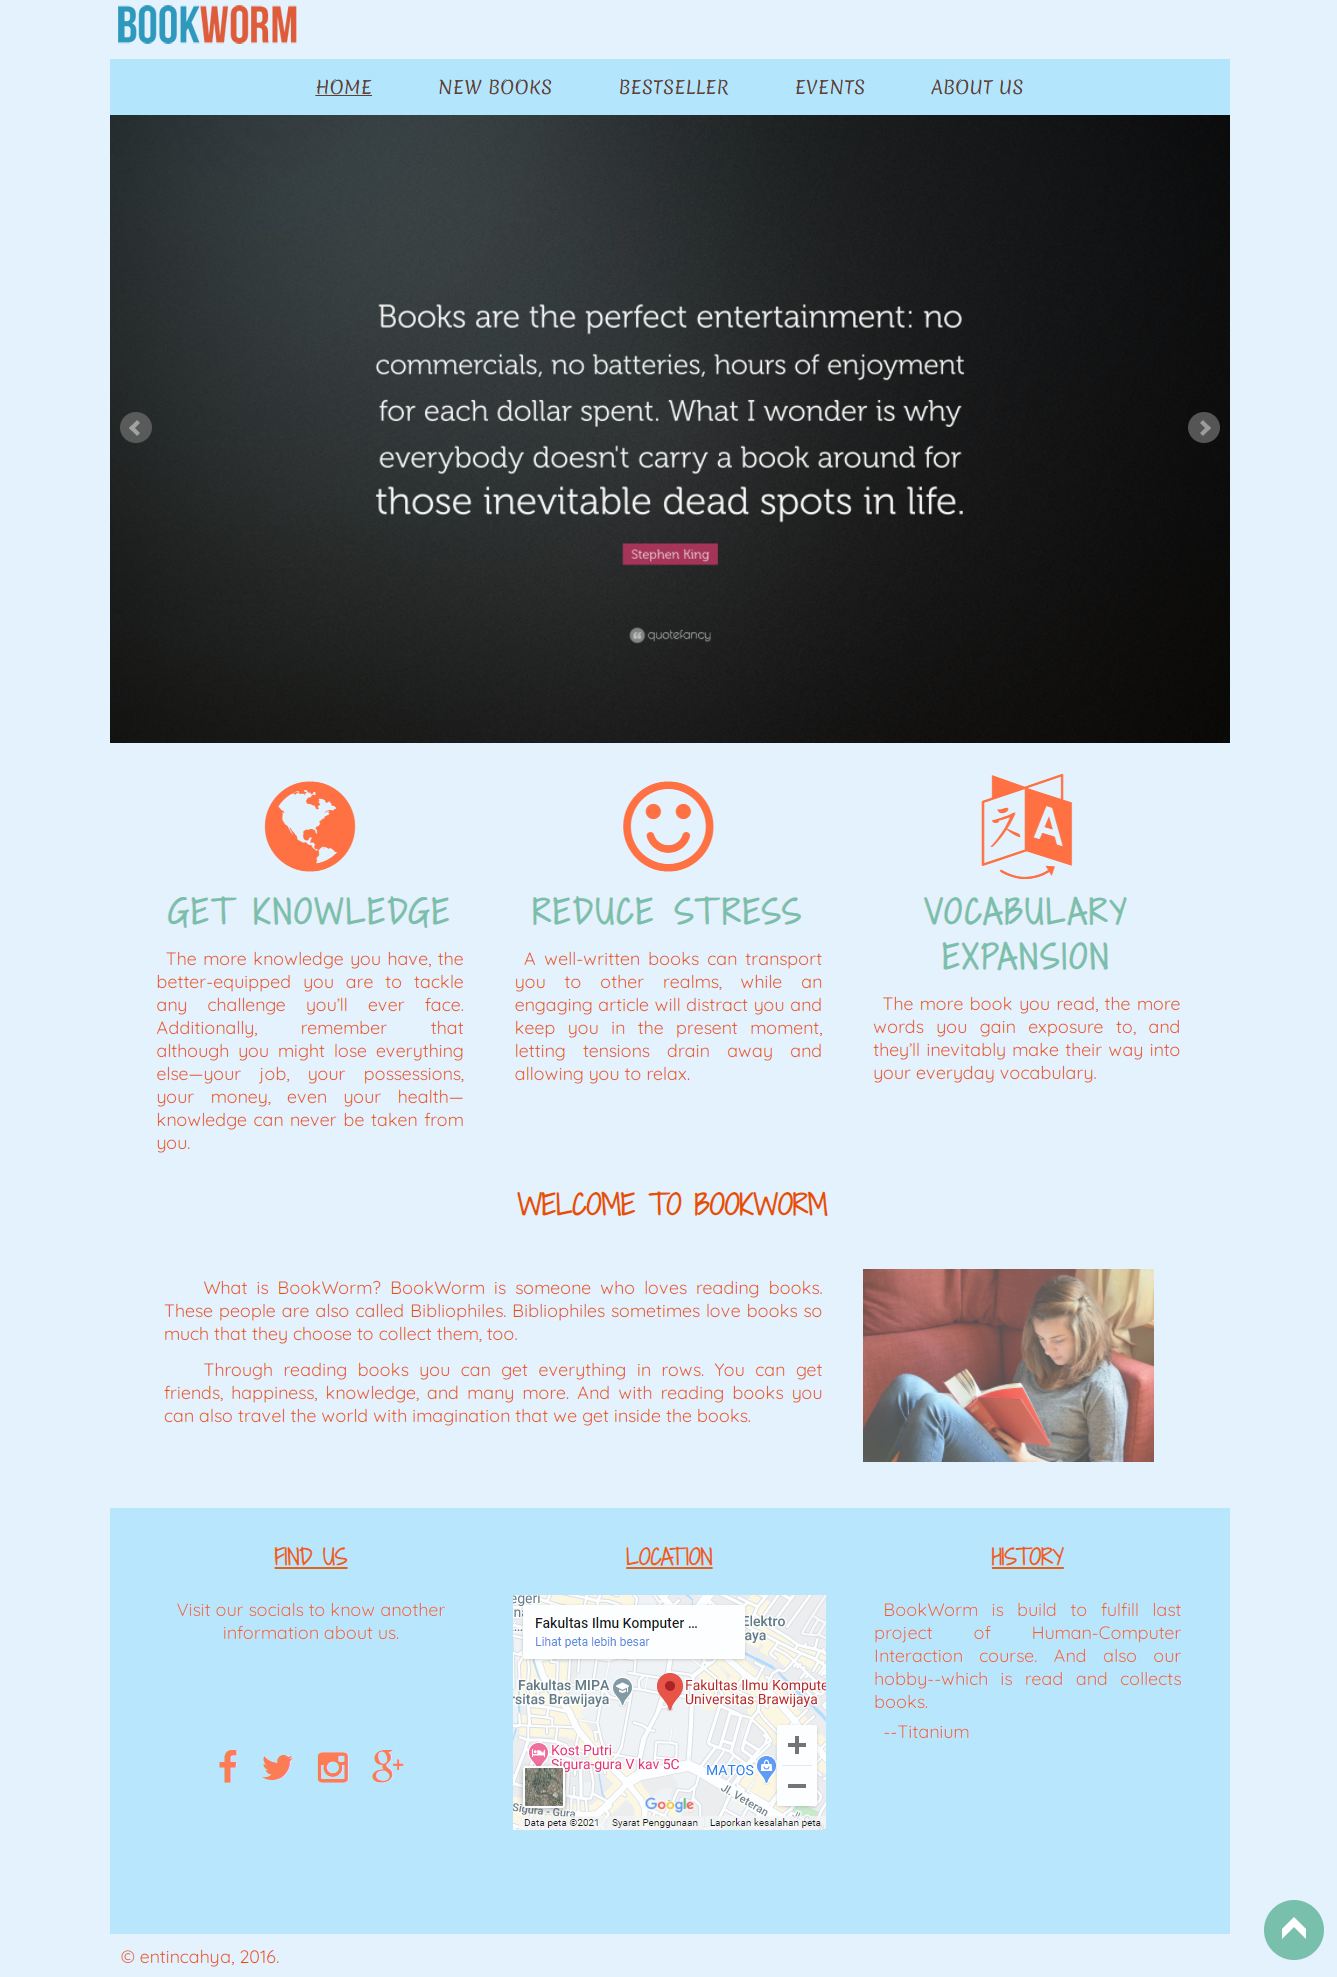 BOOKWORM
HOME NEW BOOKS BESTSELLER EVENTS ABOUT US
Books are the perfect entertainment: no
commercials, no batteries, hours of enjoyment
for each dollar spent. What I wonder is why
everybody doesn't carry a book around for
those inevitable dead spots in life.
Stephen King
quotefancy
GET KNOWLEDGE
The more knowledge you have, the
better-equipped you are to tackle
any challenge you'll ever face.
Additionally, remember that
although you might lose everything
else—your job, your possessions,
your money, even your health—
knowledge can never be taken from
you.
REDUCE STRESS
A well-written books can transport
you to other realms, while an
engaging article will distract you and
keep you in the present moment,
letting tensions drain away and
allowing you to relax.
VOCABULARY
EXPANSION
The more book you read, the more
words you gain exposure to, and
they'll inevitably make their way into
your everyday vocabulary.
WELCOME TO BOOKWORM
What is BookWorm? BookWorm is someone who loves reading books.
These people are also called Bibliophiles. Bibliophiles sometimes love books so
much that they choose to collect them, too.
Through reading books you can get everything in rows. You can get
friends, happiness, knowledge, and many more. And with reading books you
can also travel the world with imagination that we get inside the books.
FIND US
Visit our socials to know another
information about us.
LOCATION
Fakultas Ilmu Komputer ...
Lihat peta lebih besar
Elektro
Fakultas MIPA
Brawijaya
Fakultas Ilmu Kompute
Universitas Brawijaya
Kost Putri
Sigura-gura V kav 5C
MATOS
Jl. Veteran
Sigura - Gura
Google
Data peta ©2021 Syarat Penggunaan Laporkan kesalahan peta
HISTORY
BookWorm is build to fulfill last
project of Human-Computer
Interaction course. And also our
hobby--which is read and collects
books.
--Titanium
© entincahya, 2016.